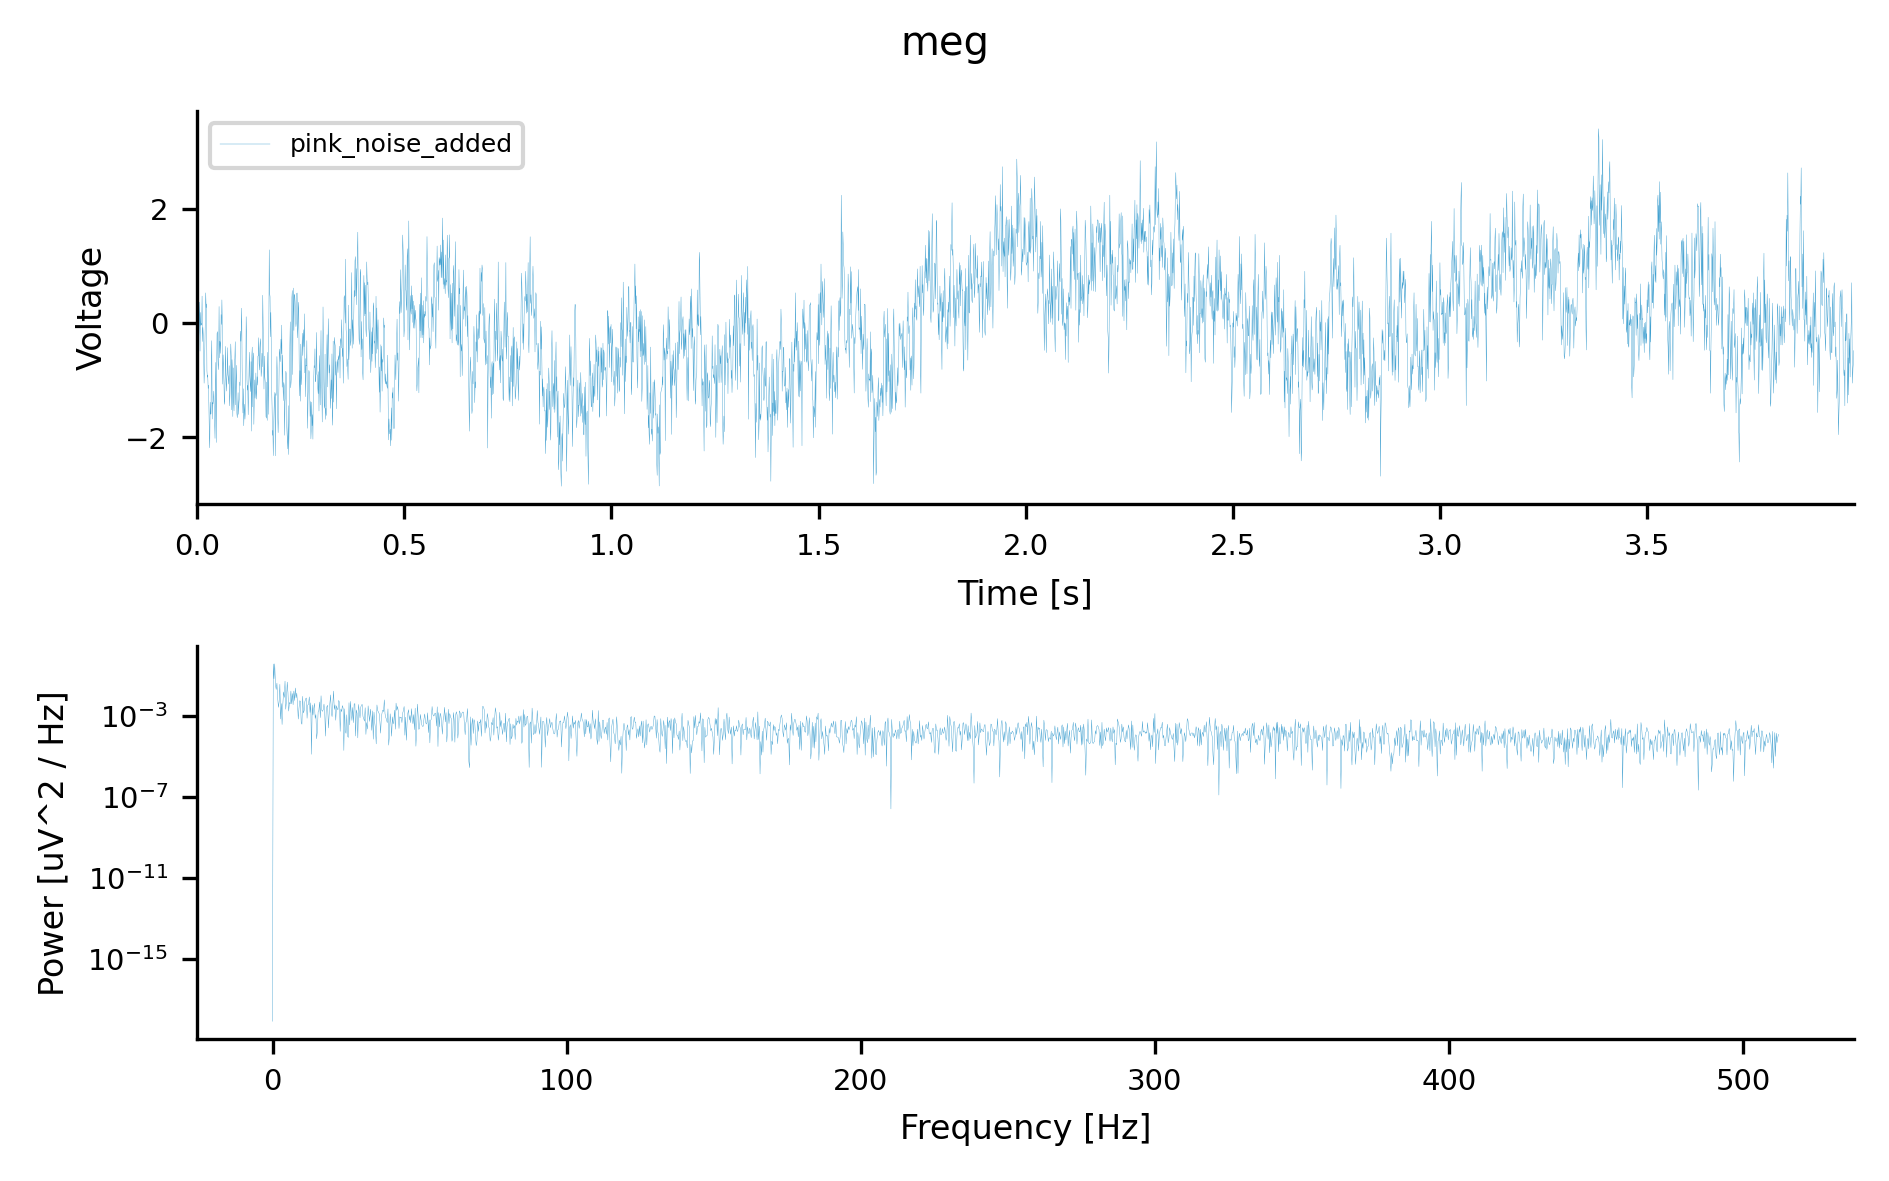 meg
pink_noise_added
Voltage
2
0
−2
0.0 0.5 1.0 1.5 2.0 2.5 3.0 3.5
Time [s]
Power [uV^2 / Hz]
10⁻³
10⁻⁷
10⁻¹¹
10⁻¹⁵
0 100 200 300 400 500
Frequency [Hz]